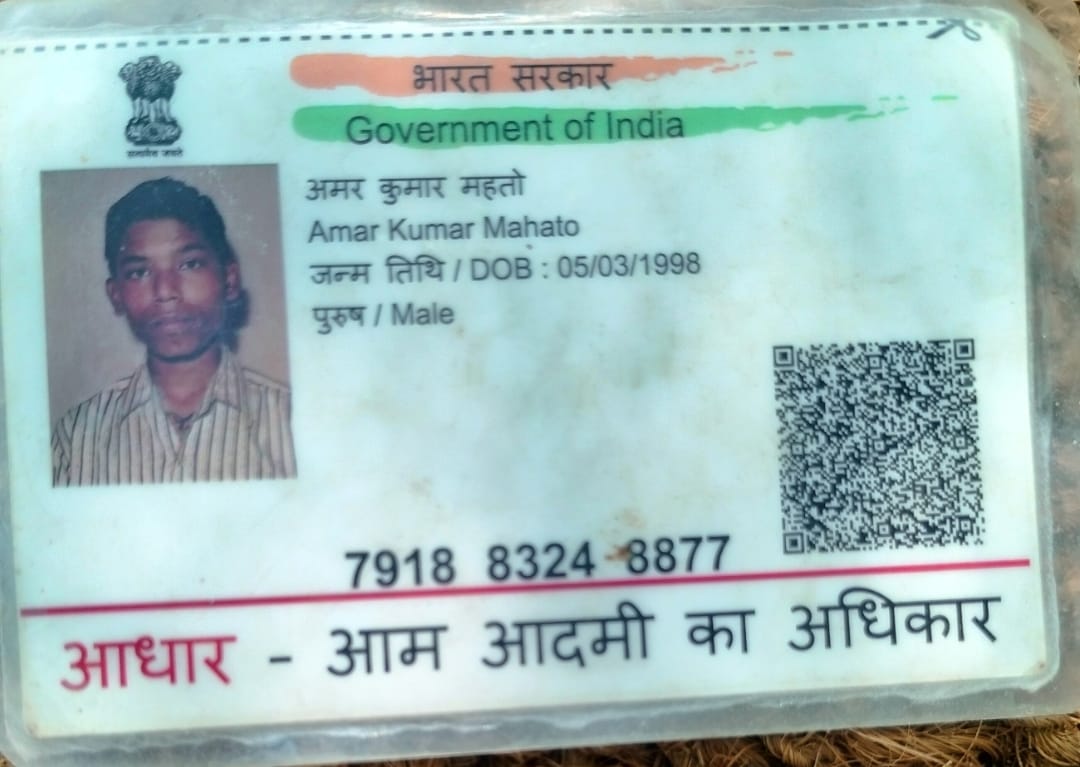 भारत सरकार
Government of India
सत्यमेव जयते
अमर कुमार महतो
Amar Kumar Mahato
जन्म तिथि / DOB : 05/03/1998
पुरुष / Male
7918 8324 8877
आधार - आम आदमी का अधिकार